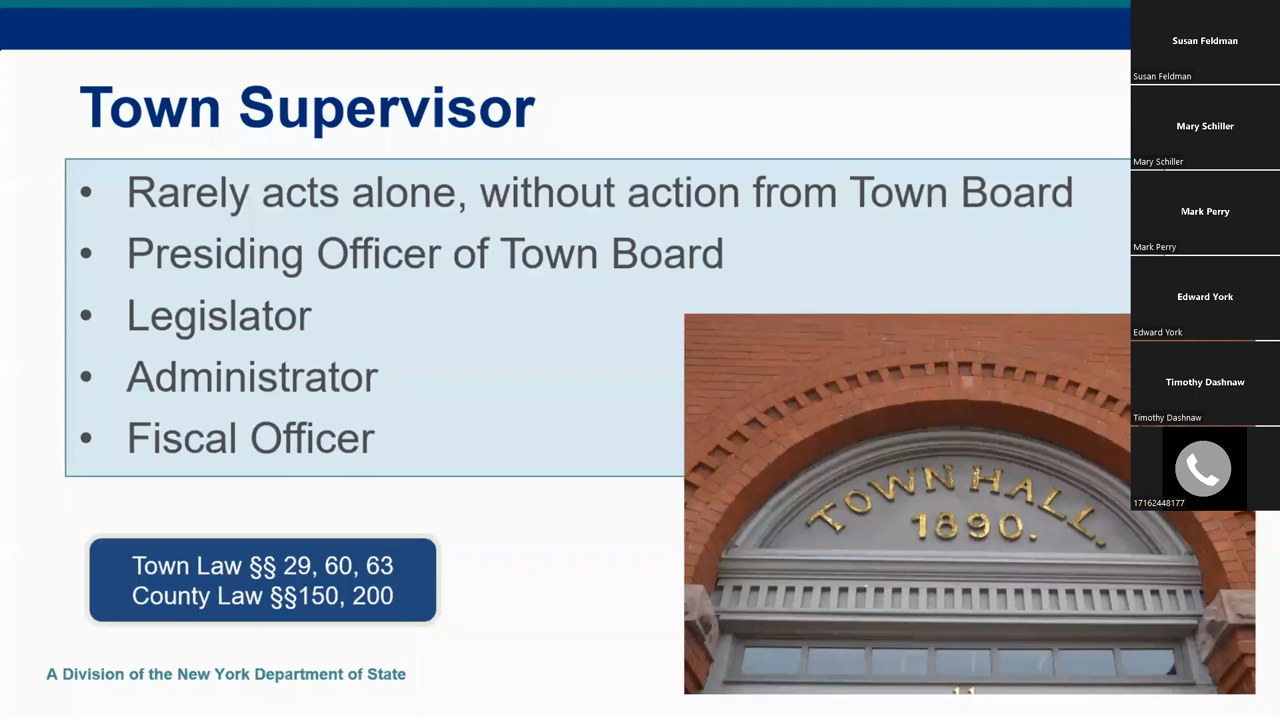 Town Supervisor
• Rarely acts alone, without action from Town Board
• Presiding Officer of Town Board
• Legislator
• Administrator
• Fiscal Officer
TOWN HALL.
1890.
Town Law §§ 29, 60, 63
County Law §§150, 200
A Division of the New York Department of State
Susan Feldman
Susan Feldman
Mary Schiller
Mary Schiller
Mark Perry
Mark Perry
Edward York
Edward York
Timothy Dashnaw
Timothy Dashnaw
17162448177